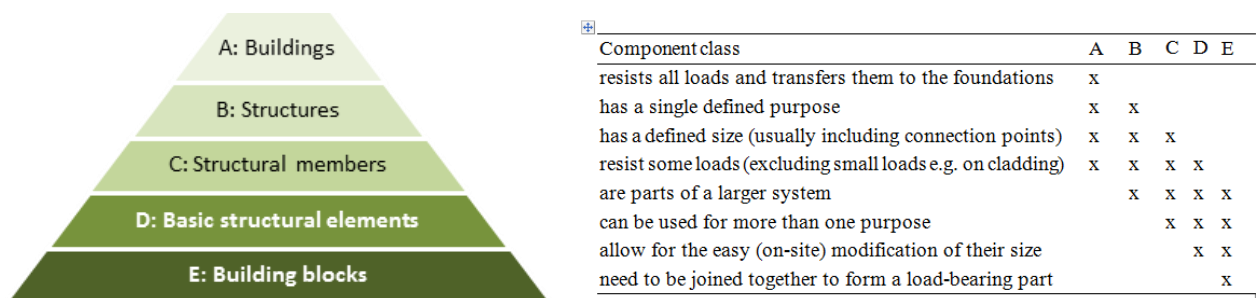 A: Buildings
B: Structures
C: Structural members
D: Basic structural elements
E: Building blocks
Component class A B C D E
resists all loads and transfers them to the foundations x
has a single defined purpose x x
has a defined size (usually including connection points) x x x
resist some loads (excluding small loads e.g. on cladding) x x x x
are parts of a larger system x x x x
can be used for more than one purpose x x x
allow for the easy (on-site) modification of their size x x
need to be joined together to form a load-bearing part x